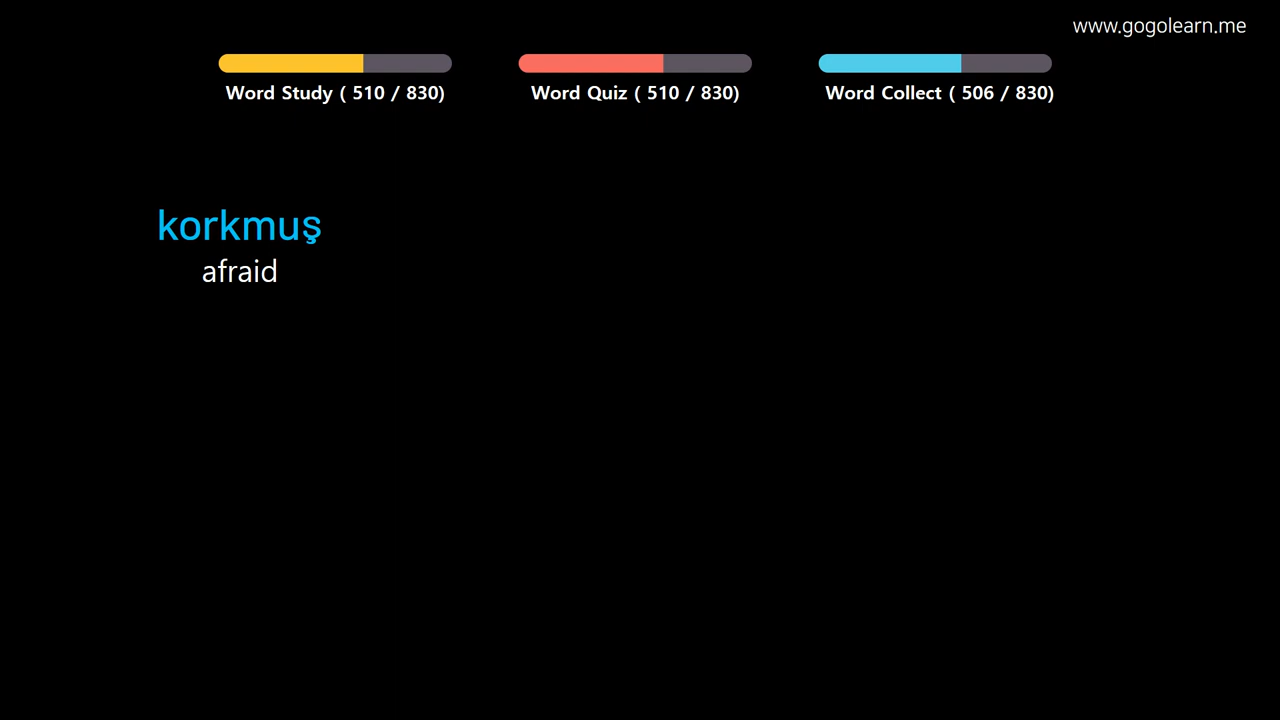 www.gogolearn.me
Word Study ( 510 / 830)
Word Quiz ( 510 / 830)
Word Collect ( 506 / 830)
korkmuş
afraid